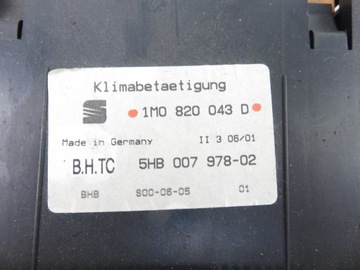 Klimabetaetigung
1M0 820 043 D
Made in Germany II 3 06/01
B.H.TC 5HB 007 978-02
BHB S00-06-05 01